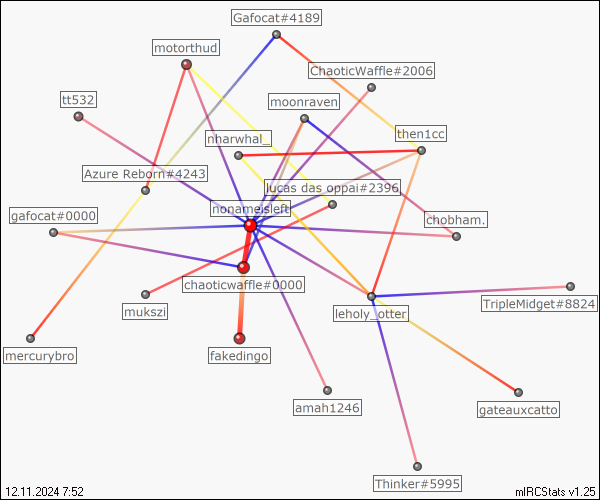 Gafocat#4189
motorthud
ChaoticWaffle#2006
tt532
moonraven
then1cc
nharwhal_
Azure Reborn#4243
lucas das oppai#2396
nonameisleft
gafocat#0000
chobham.
chaoticwaffle#0000
mukszi
leholy_otter
TripleMidget#8824
mercurybro
fakedingo
amah1246
gateauxcatto
Thinker#5995
12.11.2024 7:52
mIRCStats v1.25